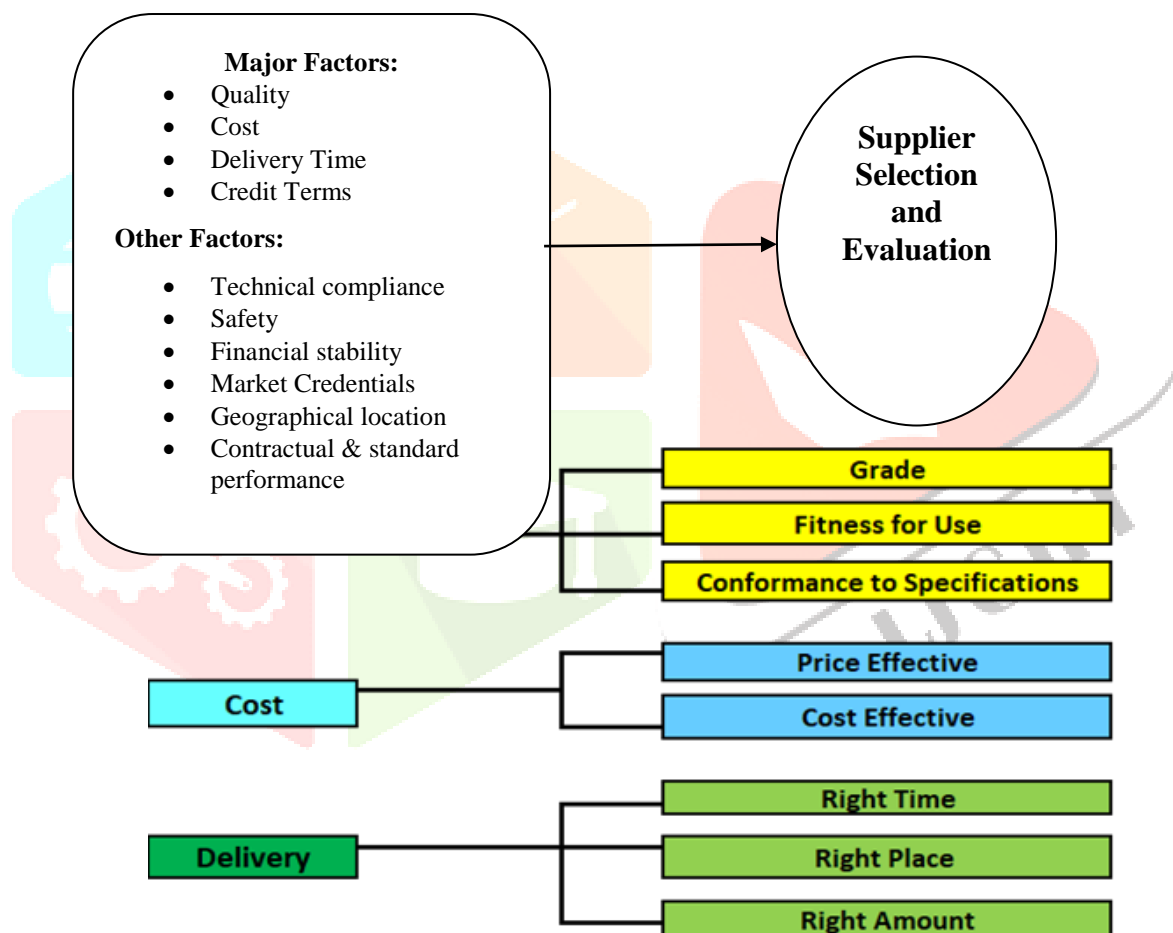 Major Factors:
• Quality
• Cost
• Delivery Time
• Credit Terms
Other Factors:
• Technical compliance
• Safety
• Financial stability
• Market Credentials
• Geographical location
• Contractual & standard
performance
Supplier
Selection
and
Evaluation
Grade
Fitness for Use
Conformance to Specifications
Cost
Price Effective
Cost Effective
Delivery
Right Time
Right Place
Right Amount